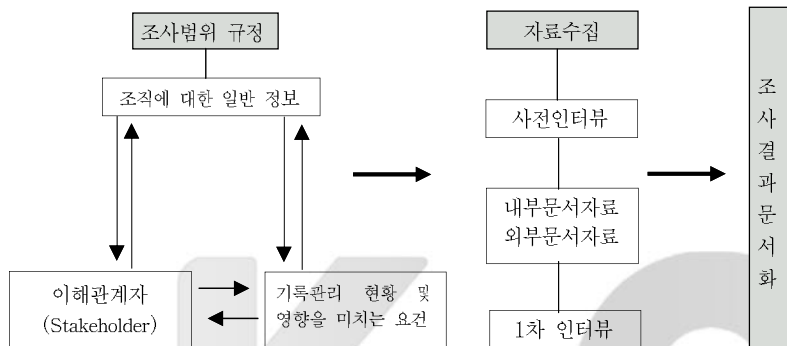 조사범위 규정
조직에 대한 일반 정보
이해관계자
(Stakeholder)
기록관리 현황 및
영향을 미치는 요건
자료수집
사전인터뷰
내부문서자료
외부문서자료
1차 인터뷰
조
사
결
과
문
서
화